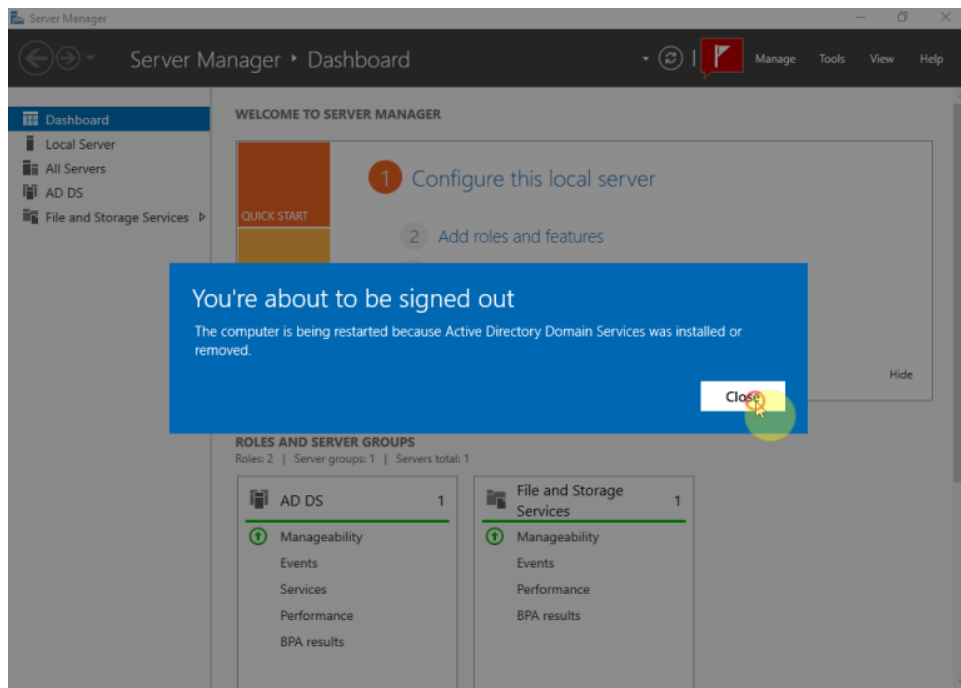 Server Manager
Server Manager ‣ Dashboard
Manage Tools View Help
Dashboard
Local Server
All Servers
AD DS
File and Storage Services
WELCOME TO SERVER MANAGER
QUICK START
1 Configure this local server
2 Add roles and features
You're about to be signed out
The computer is being restarted because Active Directory Domain Services was installed or
removed.
Close
Hide
ROLES AND SERVER GROUPS
Roles: 2 | Server groups: 1 | Servers total: 1
AD DS 1
Manageability
Events
Services
Performance
BPA results
File and Storage
Services 1
Manageability
Events
Performance
BPA results